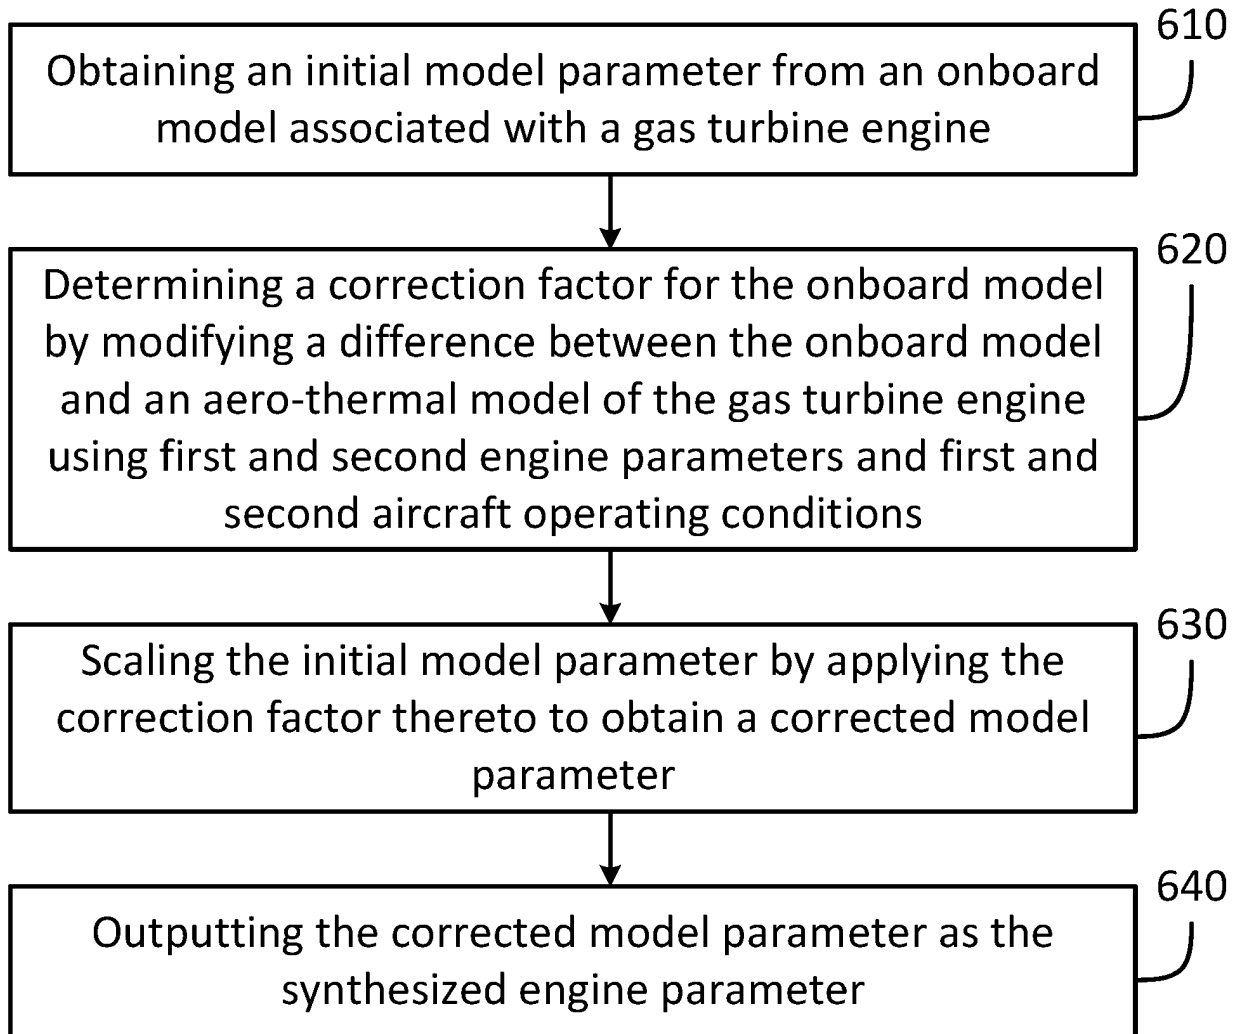 610
Obtaining an initial model parameter from an onboard
model associated with a gas turbine engine
620
Determining a correction factor for the onboard model
by modifying a difference between the onboard model
and an aero-thermal model of the gas turbine engine
using first and second engine parameters and first and
second aircraft operating conditions
630
Scaling the initial model parameter by applying the
correction factor thereto to obtain a corrected model
parameter
640
Outputting the corrected model parameter as the
synthesized engine parameter